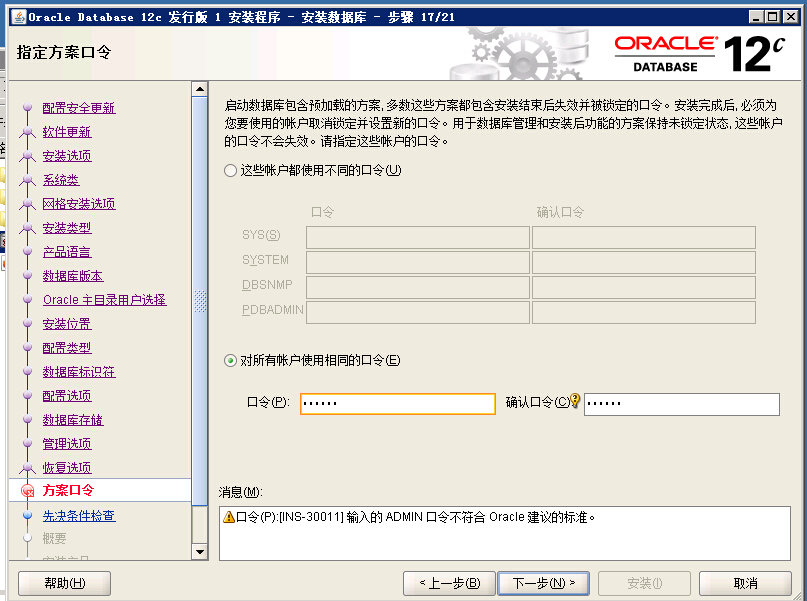 Oracle Database 12c 发行版 1 安装程序 - 安装数据库 - 步骤 17/21
指定方案口令
ORACLE
DATABASE
12c
配置安全更新
软件更新
安装选项
系统类
网格安装选项
安装类型
产品语言
数据库版本
Oracle 主目录用户选择
安装位置
配置类型
数据库标识符
配置选项
数据库存储
管理选项
恢复选项
方案口令
先决条件检查
概要
启动数据库包含预加载的方案, 多数这些方案都包含安装结束后失效并被锁定的口令。安装完成后, 必须为
您要使用的帐户取消锁定并设置新的口令。用于数据库管理和安装后功能的方案保持未锁定状态, 这些帐户
的口令不会失效。请指定这些帐户的口令。
这些帐户都使用不同的口令(U)
口令 确认口令
SYS(S)
SYSTEM
DBSNMP
PDBADMIN
对所有帐户使用相同的口令(E)
口令(P): •••••• 确认口令(C) ••••••
消息(M):
口令(P):[INS-30011] 输入的 ADMIN 口令不符合 Oracle 建议的标准。
帮助(H) < 上一步(B) 下一步(N) > 安装(I) 取消